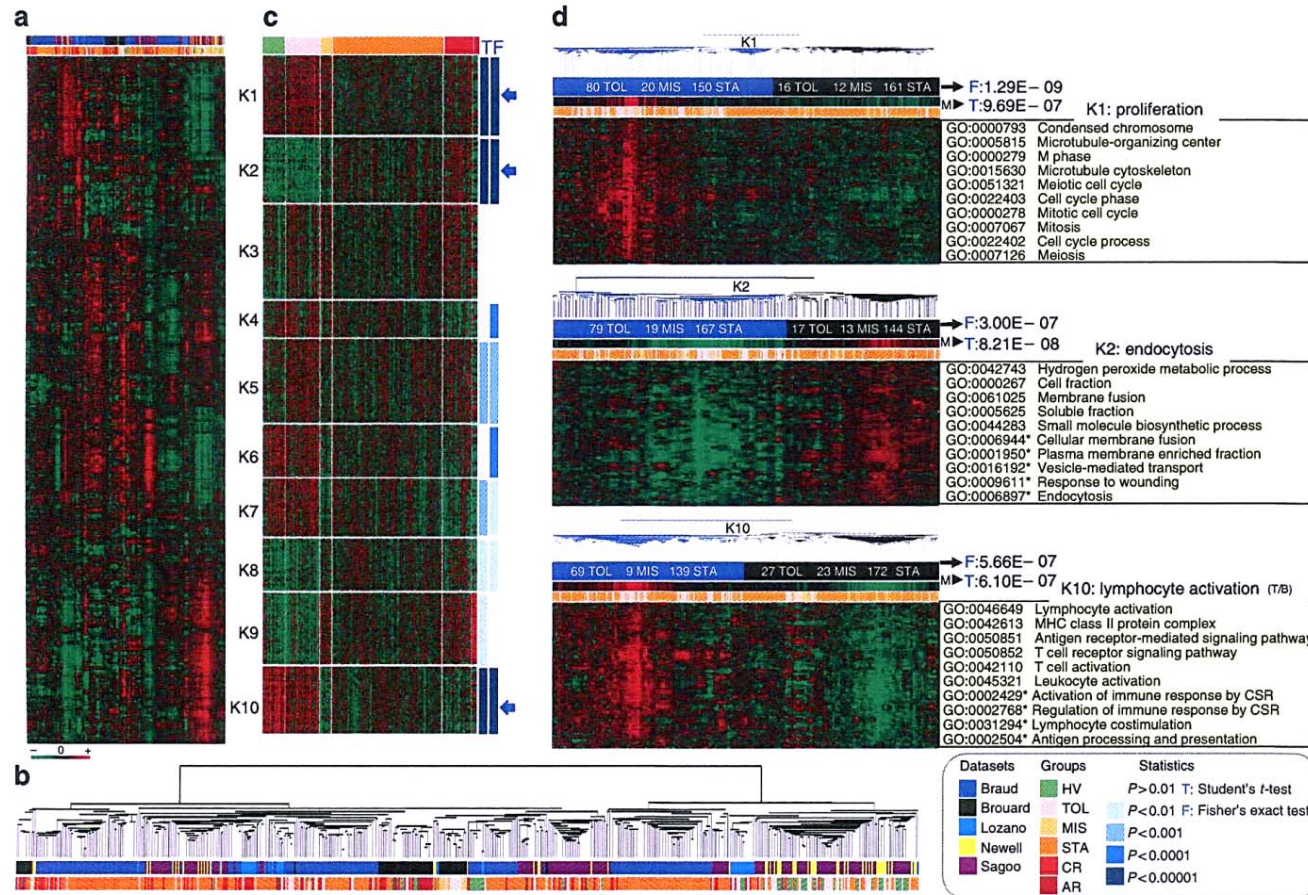 a
c
d
TF
K1
K2
K3
K4
K5
K6
K7
K8
K9
K10
− 0 +
K1
80 TOL 20 MIS 150 STA 16 TOL 12 MIS 161 STA
F:1.29E− 09
M T:9.69E− 07
K1: proliferation
GO:0000793 Condensed chromosome
GO:0005815 Microtubule-organizing center
GO:0000279 M phase
GO:0015630 Microtubule cytoskeleton
GO:0051321 Meiotic cell cycle
GO:0022403 Cell cycle phase
GO:0000278 Mitotic cell cycle
GO:0007067 Mitosis
GO:0022402 Cell cycle process
GO:0007126 Meiosis
K2
79 TOL 19 MIS 167 STA 17 TOL 13 MIS 144 STA
F:3.00E− 07
M T:8.21E− 08
K2: endocytosis
GO:0042743 Hydrogen peroxide metabolic process
GO:0000267 Cell fraction
GO:0061025 Membrane fusion
GO:0005625 Soluble fraction
GO:0044283 Small molecule biosynthetic process
GO:0006944* Cellular membrane fusion
GO:0001950* Plasma membrane enriched fraction
GO:0016192* Vesicle-mediated transport
GO:0009611* Response to wounding
GO:0006897* Endocytosis
K10
69 TOL 9 MIS 139 STA 27 TOL 23 MIS 172 STA
F:5.66E− 07
M T:6.10E− 07
K10: lymphocyte activation (T/B)
GO:0046649 Lymphocyte activation
GO:0042613 MHC class II protein complex
GO:0050851 Antigen receptor-mediated signaling pathway
GO:0050852 T cell receptor signaling pathway
GO:0042110 T cell activation
GO:0045321 Leukocyte activation
GO:0002429* Activation of immune response by CSR
GO:0002768* Regulation of immune response by CSR
GO:0031294* Lymphocyte costimulation
GO:0002504* Antigen processing and presentation
b
Datasets
Braud
Brouard
Lozano
Newell
Sagoo
Groups
HV
TOL
MIS
STA
CR
AR
Statistics
P>0.01 T: Student's t-test
P<0.01 F: Fisher's exact test
P<0.001
P<0.0001
P<0.00001